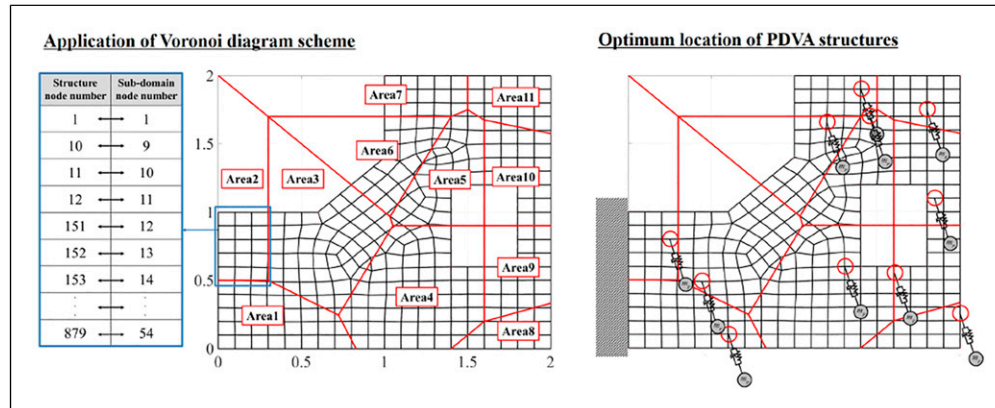 Application of Voronoi diagram scheme
Structure node number Sub-domain node number
1 ↔ 1
10 ↔ 9
11 ↔ 10
12 ↔ 11
151 ↔ 12
152 ↔ 13
153 ↔ 14
⋮ ↔ ⋮
879 ↔ 54
2
1.5
1
0.5
0
0 0.5 1 1.5 2
Area7
Area11
Area6
Area2 Area3
Area5 Area10
Area9
Area1
Area4
Area8
Optimum location of PDVA structures